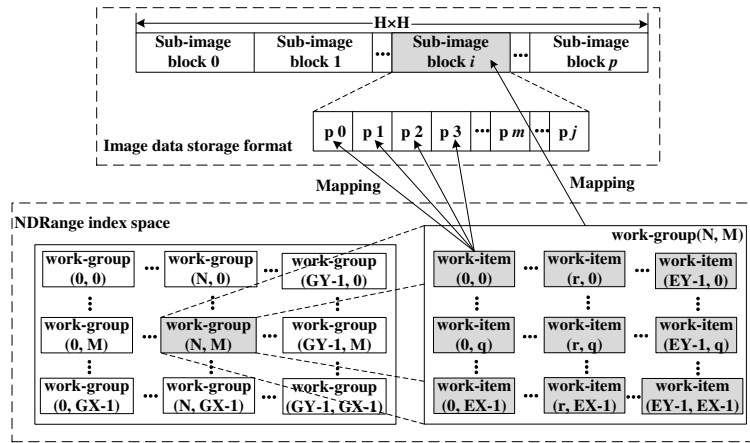 H×H
Sub-image block 0
Sub-image block 1
...
Sub-image block i
...
Sub-image block p
p 0
p 1
p 2
p 3
...
p m
...
p j
Image data storage format
Mapping
Mapping
NDRange index space
work-group(N, M)
work-group (0, 0)
...
work-group (N, 0)
...
work-group (GY-1, 0)
work-group (0, M)
...
work-group (N, M)
...
work-group (GY-1, M)
work-group (0, GX-1)
...
work-group (N, GX-1)
...
work-group (GY-1, GX-1)
work-item (0, 0)
...
work-item (r, 0)
...
work-item (EY-1, 0)
work-item (0, q)
...
work-item (r, q)
...
work-item (EY-1, q)
work-item (0, EX-1)
...
work-item (r, EX-1)
...
work-item (EY-1, EX-1)